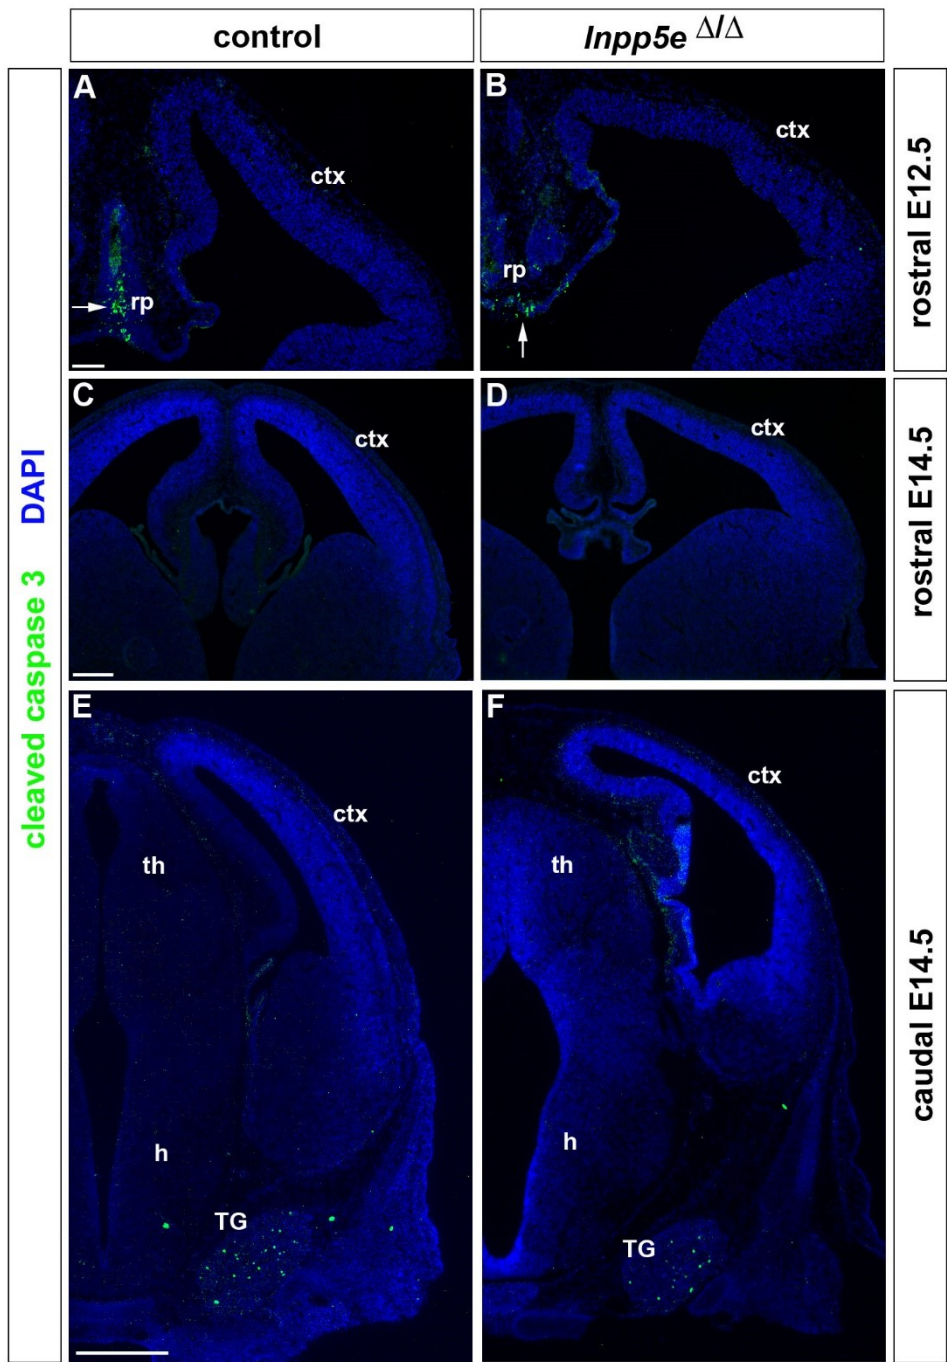 control
Inpp5e Δ/Δ
cleaved caspase 3 DAPI
A
ctx
rp
B
ctx
rp
rostral E12.5
C
ctx
D
ctx
rostral E14.5
E
ctx
th
h
TG
F
ctx
th
h
TG
caudal E14.5